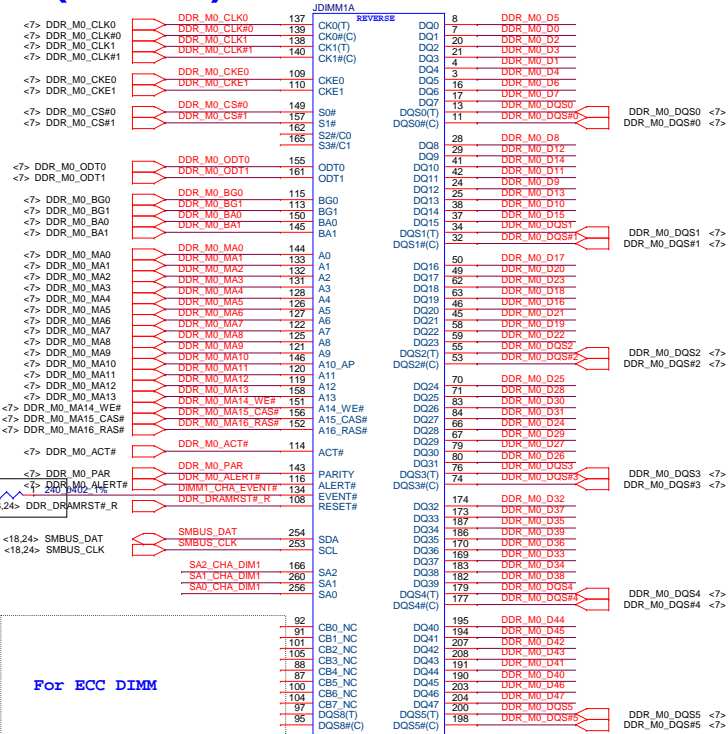 JDIMM1A
REVERSE
<7> DDR_M0_CLK0 DDR_M0_CLK0 137 CK0(T)
<7> DDR_M0_CLK#0 DDR_M0_CLK#0 139 CK0#(C)
<7> DDR_M0_CLK1 DDR_M0_CLK1 138 CK1(T)
<7> DDR_M0_CLK#1 DDR_M0_CLK#1 140 CK1#(C)
<7> DDR_M0_CKE0 DDR_M0_CKE0 109 CKE0
<7> DDR_M0_CKE1 DDR_M0_CKE1 110 CKE1
<7> DDR_M0_CS#0 DDR_M0_CS#0 149 S0#
<7> DDR_M0_CS#1 DDR_M0_CS#1 157 S1#
162 S2#/C0
165 S3#/C1
<7> DDR_M0_ODT0 DDR_M0_ODT0 155 ODT0
<7> DDR_M0_ODT1 DDR_M0_ODT1 161 ODT1
<7> DDR_M0_BG0 DDR_M0_BG0 115 BG0
<7> DDR_M0_BG1 DDR_M0_BG1 113 BG1
<7> DDR_M0_BA0 DDR_M0_BA0 150 BA0
<7> DDR_M0_BA1 DDR_M0_BA1 145 BA1
<7> DDR_M0_MA0 DDR_M0_MA0 144 A0
<7> DDR_M0_MA1 DDR_M0_MA1 133 A1
<7> DDR_M0_MA2 DDR_M0_MA2 132 A2
<7> DDR_M0_MA3 DDR_M0_MA3 131 A3
<7> DDR_M0_MA4 DDR_M0_MA4 128 A4
<7> DDR_M0_MA5 DDR_M0_MA5 126 A5
<7> DDR_M0_MA6 DDR_M0_MA6 127 A6
<7> DDR_M0_MA7 DDR_M0_MA7 122 A7
<7> DDR_M0_MA8 DDR_M0_MA8 125 A8
<7> DDR_M0_MA9 DDR_M0_MA9 121 A9
<7> DDR_M0_MA10 DDR_M0_MA10 146 A10_AP
<7> DDR_M0_MA11 DDR_M0_MA11 120 A11
<7> DDR_M0_MA12 DDR_M0_MA12 119 A12
<7> DDR_M0_MA13 DDR_M0_MA13 158 A13
<7> DDR_M0_MA14_WE# DDR_M0_MA14_WE# 151 A14_WE#
<7> DDR_M0_MA15_CAS# DDR_M0_MA15_CAS# 156 A15_CAS#
<7> DDR_M0_MA16_RAS# DDR_M0_MA16_RAS# 152 A16_RAS#
<7> DDR_M0_ACT# DDR_M0_ACT# 114 ACT#
<7> DDR_M0_PAR DDR_M0_PAR 143 PARITY
<7> DDR_M0_ALERT# DDR_M0_ALERT# 116 ALERT#
1 240_0402_1% DIMM1_CHA_EVENT# 134 EVENT#
,24> DDR_DRAMRST#_R DDR_DRAMRST#_R 108 RESET#
<18,24> SMBUS_DAT SMBUS_DAT 254 SDA
<18,24> SMBUS_CLK SMBUS_CLK 253 SCL
SA2_CHA_DIM1 166 SA2
SA1_CHA_DIM1 260 SA1
SA0_CHA_DIM1 256 SA0
92 CB0_NC
91 CB1_NC
101 CB2_NC
105 CB3_NC
88 CB4_NC
87 CB5_NC
100 CB6_NC
104 CB7_NC
97 DQS8(T)
95 DQS8#(C)
For ECC DIMM
DQ0 8 DDR_M0_D5
DQ1 7 DDR_M0_D0
DQ2 20 DDR_M0_D2
DQ3 21 DDR_M0_D3
DQ4 4 DDR_M0_D1
DQ5 3 DDR_M0_D4
DQ6 16 DDR_M0_D6
DQ7 17 DDR_M0_D7
DQS0(T) 13 DDR_M0_DQS0 DDR_M0_DQS0 <7>
DQS0#(C) 11 DDR_M0_DQS#0 DDR_M0_DQS#0 <7>
DQ8 28 DDR_M0_D8
DQ9 29 DDR_M0_D12
DQ10 41 DDR_M0_D14
DQ11 42 DDR_M0_D11
DQ12 24 DDR_M0_D9
DQ13 25 DDR_M0_D13
DQ14 38 DDR_M0_D10
DQ15 37 DDR_M0_D15
DQS1(T) 34 DDR_M0_DQS1 DDR_M0_DQS1 <7>
DQS1#(C) 32 DDR_M0_DQS#1 DDR_M0_DQS#1 <7>
DQ16 50 DDR_M0_D17
DQ17 49 DDR_M0_D20
DQ18 62 DDR_M0_D23
DQ19 63 DDR_M0_D18
DQ20 46 DDR_M0_D16
DQ21 45 DDR_M0_D21
DQ22 58 DDR_M0_D19
DQ23 59 DDR_M0_D22
DQS2(T) 55 DDR_M0_DQS2 DDR_M0_DQS2 <7>
DQS2#(C) 53 DDR_M0_DQS#2 DDR_M0_DQS#2 <7>
DQ24 70 DDR_M0_D25
DQ25 71 DDR_M0_D28
DQ26 83 DDR_M0_D30
DQ27 84 DDR_M0_D31
DQ28 66 DDR_M0_D24
DQ29 67 DDR_M0_D29
DQ30 79 DDR_M0_D27
DQ31 80 DDR_M0_D26
DQS3(T) 76 DDR_M0_DQS3 DDR_M0_DQS3 <7>
DQS3#(C) 74 DDR_M0_DQS#3 DDR_M0_DQS#3 <7>
DQ32 174 DDR_M0_D32
DQ33 173 DDR_M0_D37
DQ34 187 DDR_M0_D35
DQ35 186 DDR_M0_D39
DQ36 170 DDR_M0_D36
DQ37 169 DDR_M0_D33
DQ38 183 DDR_M0_D34
DQ39 182 DDR_M0_D38
DQS4(T) 179 DDR_M0_DQS4 DDR_M0_DQS4 <7>
DQS4#(C) 177 DDR_M0_DQS#4 DDR_M0_DQS#4 <7>
DQ40 195 DDR_M0_D44
DQ41 194 DDR_M0_D45
DQ42 207 DDR_M0_D42
DQ43 208 DDR_M0_D43
DQ44 191 DDR_M0_D41
DQ45 190 DDR_M0_D40
DQ46 203 DDR_M0_D46
DQ47 204 DDR_M0_D47
DQS5(T) 200 DDR_M0_DQS5 DDR_M0_DQS5 <7>
DQS5#(C) 198 DDR_M0_DQS#5 DDR_M0_DQS#5 <7>